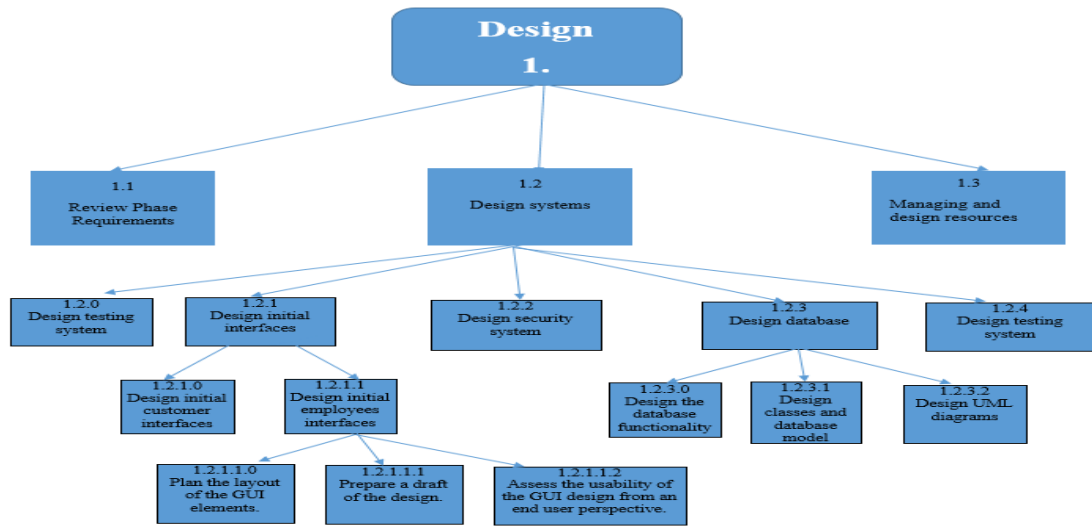 Design
1.
1.1
Review Phase
Requirements
1.2
Design systems
1.3
Managing and
design resources
1.2.0
Design testing
system
1.2.1
Design initial
interfaces
1.2.2
Design security
system
1.2.3
Design database
1.2.4
Design testing
system
1.2.1.0
Design initial
customer
interfaces
1.2.1.1
Design initial
employees
interfaces
1.2.3.0
Design the
database
functionality
1.2.3.1
Design
classes and
database
model
1.2.3.2
Design UML
diagrams
1.2.1.1.0
Plan the layout
of the GUI
elements.
1.2.1.1.1
Prepare a draft
of the design.
1.2.1.1.2
Assess the usability of
the GUI design from an
end user perspective.